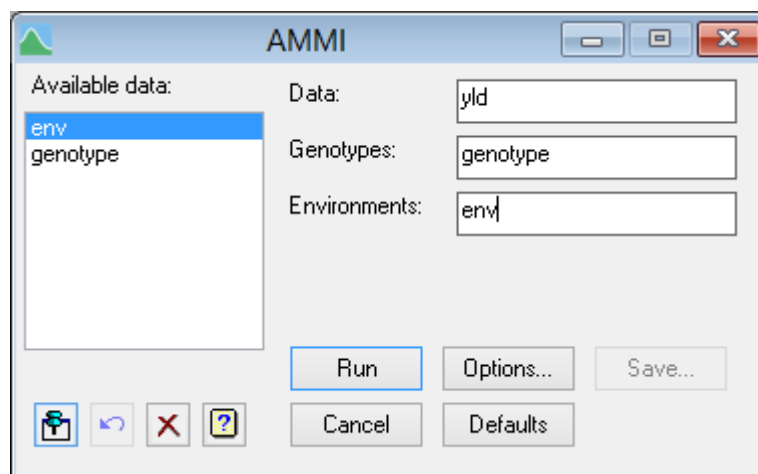 AMMI
Available data:
env
genotype
Data:
yld
Genotypes:
genotype
Environments:
env
Run
Options...
Save...
?
Cancel
Defaults